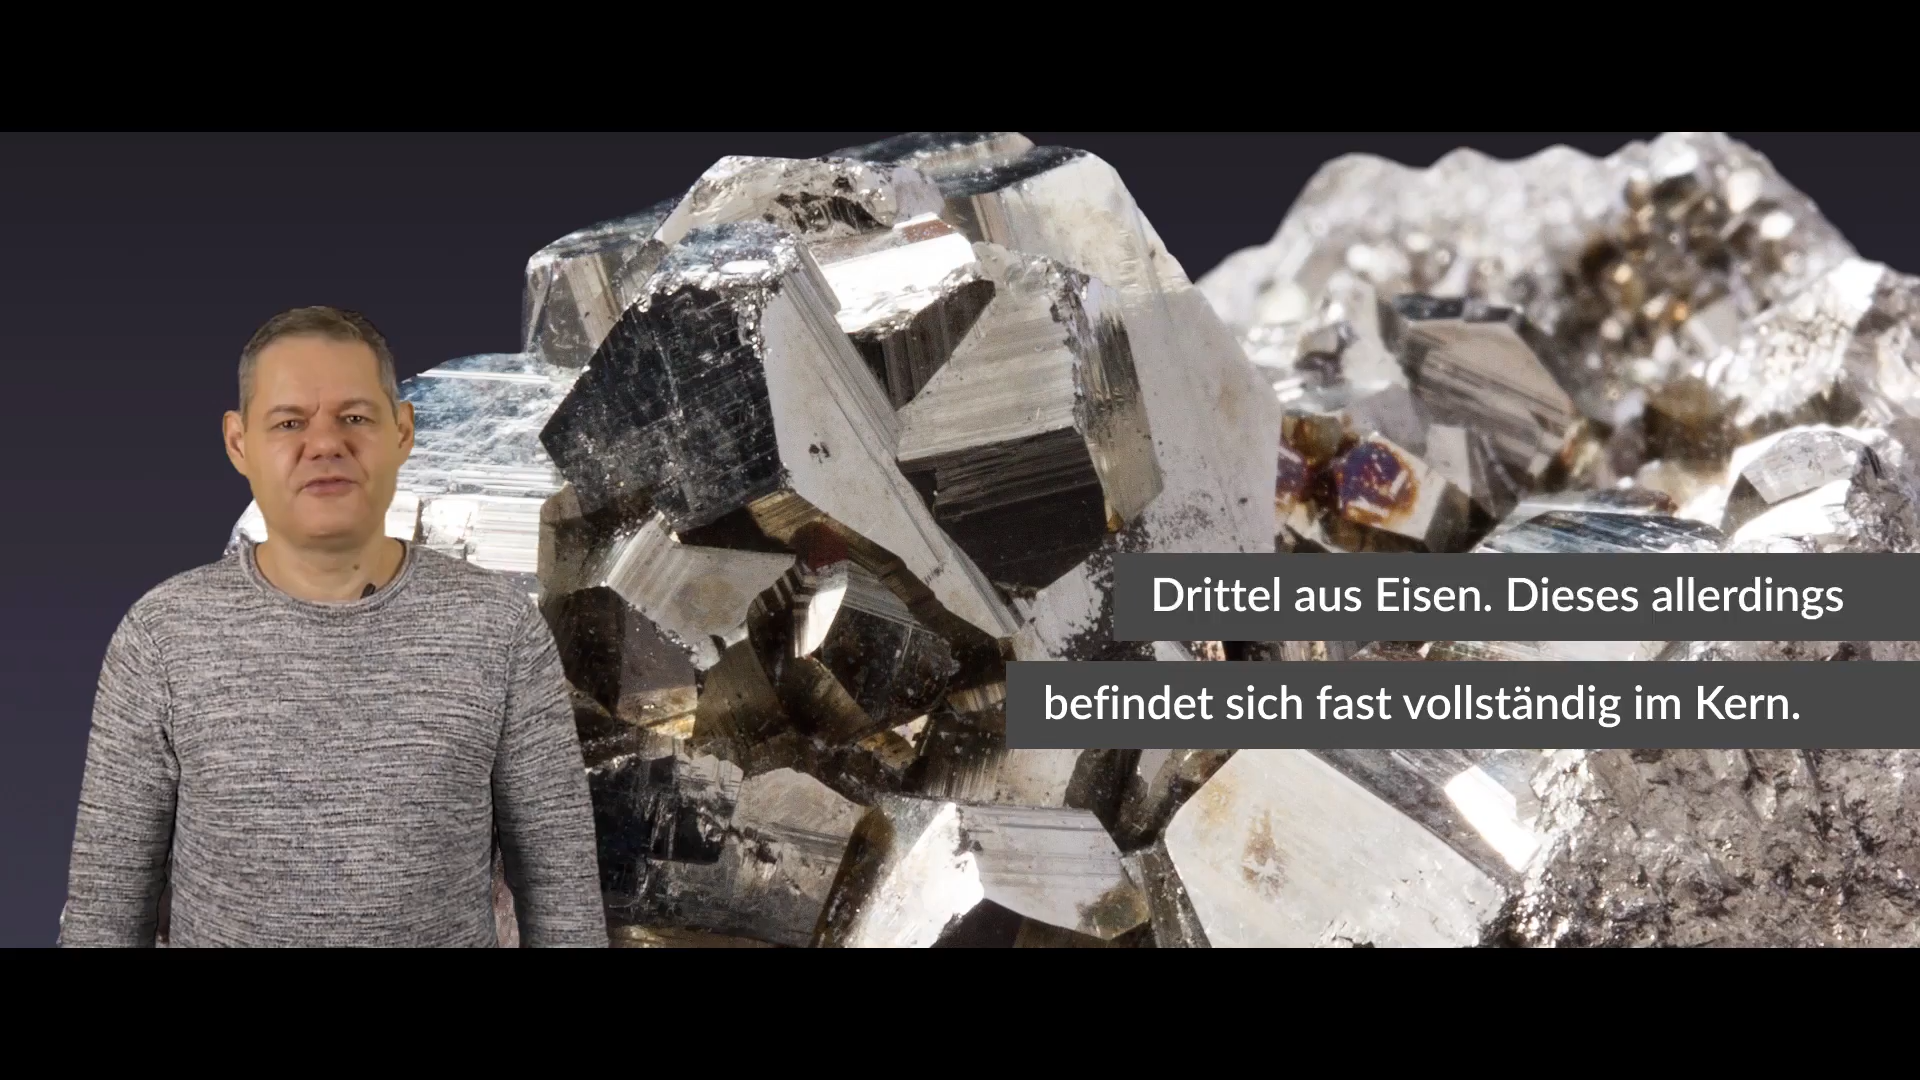 Drittel aus Eisen. Dieses allerdings
befindet sich fast vollständig im Kern.